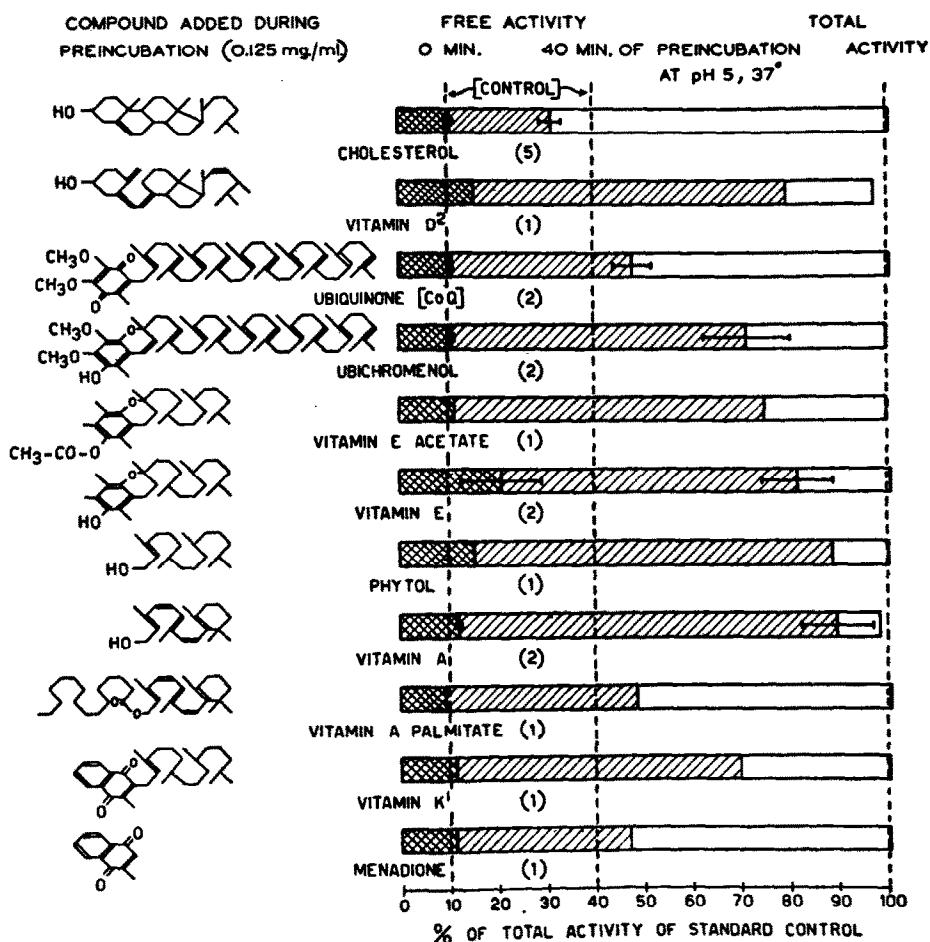 COMPOUND ADDED DURING PREINCUBATION (0.125 mg/ml)
FREE ACTIVITY
TOTAL ACTIVITY
0 MIN. 40 MIN. OF PREINCUBATION
AT pH 5, 37°
[CONTROL]
HO
CHOLESTEROL (5)
HO
VITAMIN D2 (1)
CH3O
CH3O
O
O
UBIQUINONE [CoQ] (2)
CH3O
CH3O
HO
O
UBICHROMENOL (2)
O
CH3-CO-O
VITAMIN E ACETATE (1)
O
HO
VITAMIN E (2)
HO
PHYTOL (1)
HO
VITAMIN A (2)
O
O
VITAMIN A PALMITATE (1)
O
O
VITAMIN K (1)
O
O
MENADIONE (1)
0 10 20 30 40 50 60 70 80 90 100
% OF TOTAL ACTIVITY OF STANDARD CONTROL